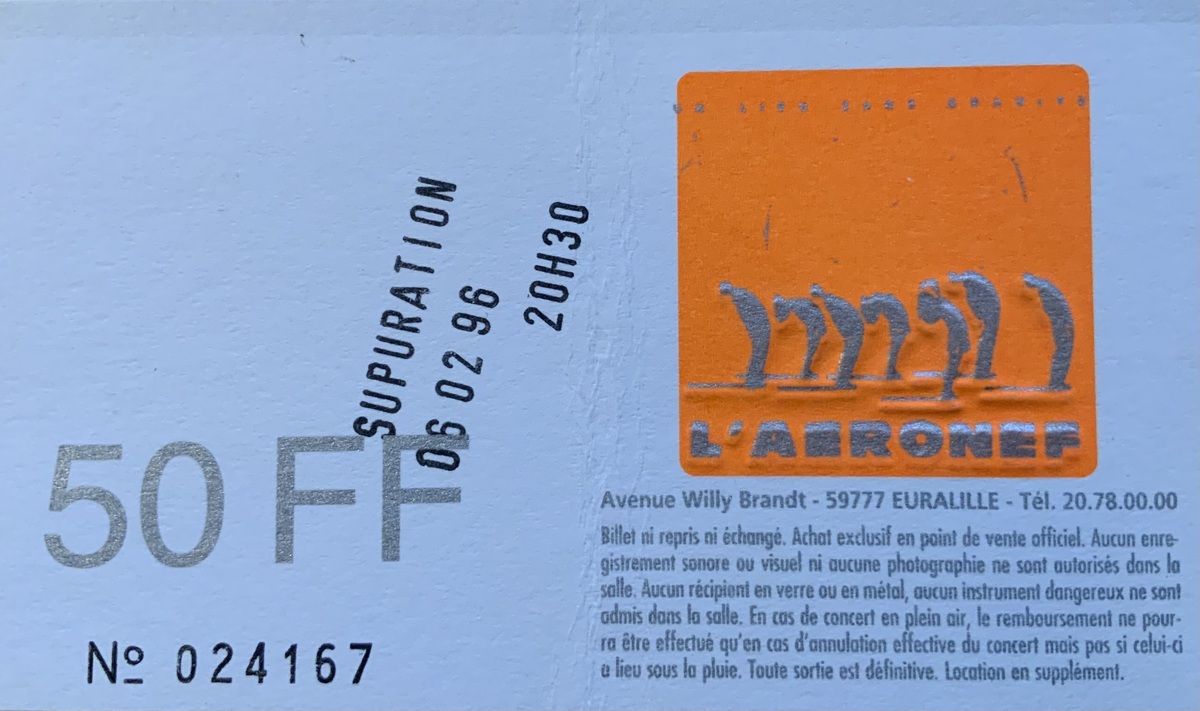 SUPURATION
06 02 96
20H30
50 FF
Nº 024167
UN LIEU SANS GRAVITE
L'AERONEF
Avenue Willy Brandt - 59777 EURALILLE - Tél. 20.78.00.00
Billet ni repris ni échangé. Achat exclusif en point de vente officiel. Aucun enre-
gistrement sonore ou visuel ni aucune photographie ne sont autorisés dans la
salle. Aucun récipient en verre ou en métal, aucun instrument dangereux ne sont
admis dans la salle. En cas de concert en plein air, le remboursement ne pour-
ra être effectué qu'en cas d'annulation effective du concert mais pas si celui-ci
a lieu sous la pluie. Toute sortie est définitive. Location en supplément.